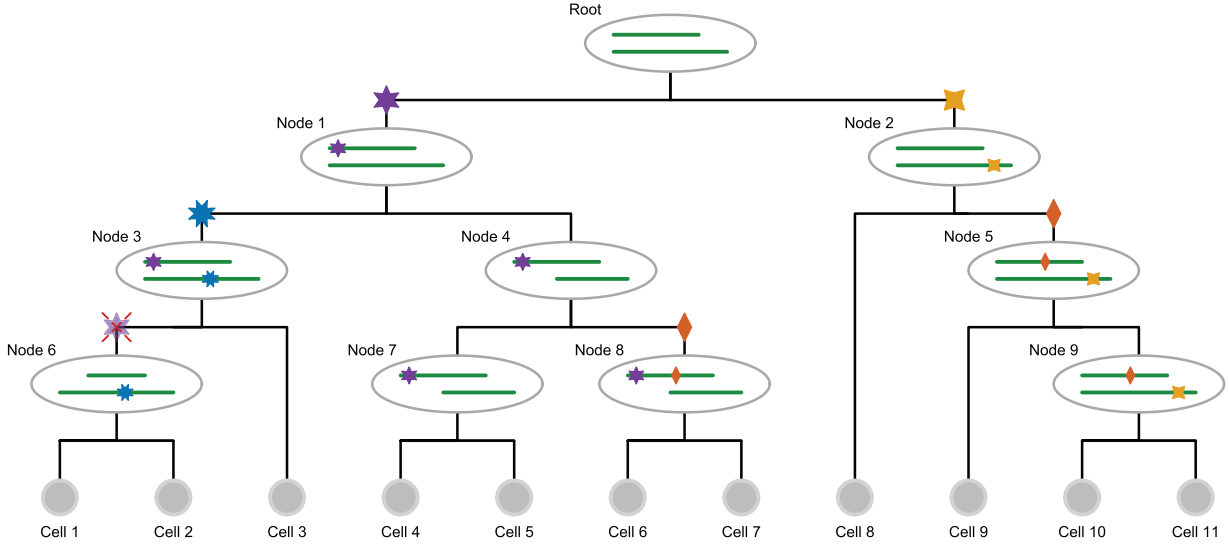 Root
Node 1
Node 2
Node 3
Node 4
Node 5
Node 6
Node 7
Node 8
Node 9
Cell 1
Cell 2
Cell 3
Cell 4
Cell 5
Cell 6
Cell 7
Cell 8
Cell 9
Cell 10
Cell 11